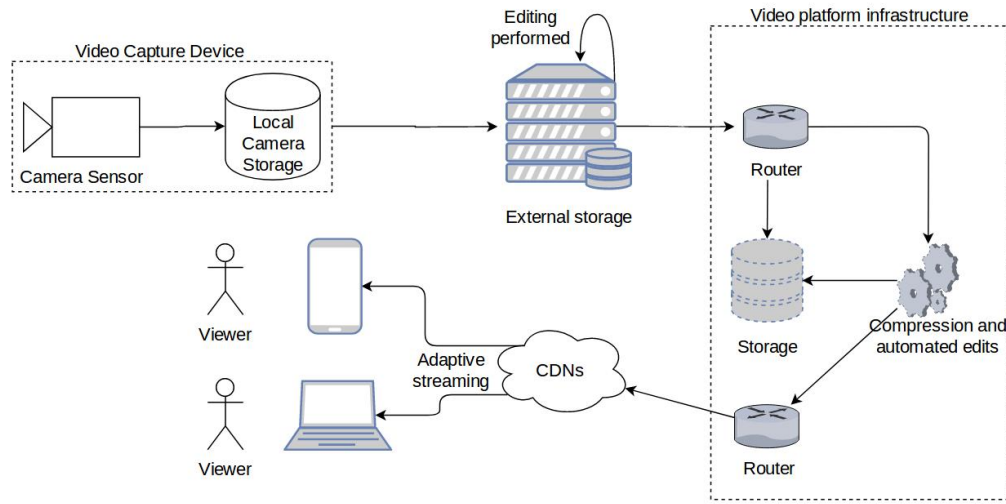 Video Capture Device
Camera Sensor
Local
Camera
Storage
Editing
performed
External storage
Video platform infrastructure
Router
Storage
Compression and
automated edits
Router
CDNs
Adaptive
streaming
Viewer
Viewer